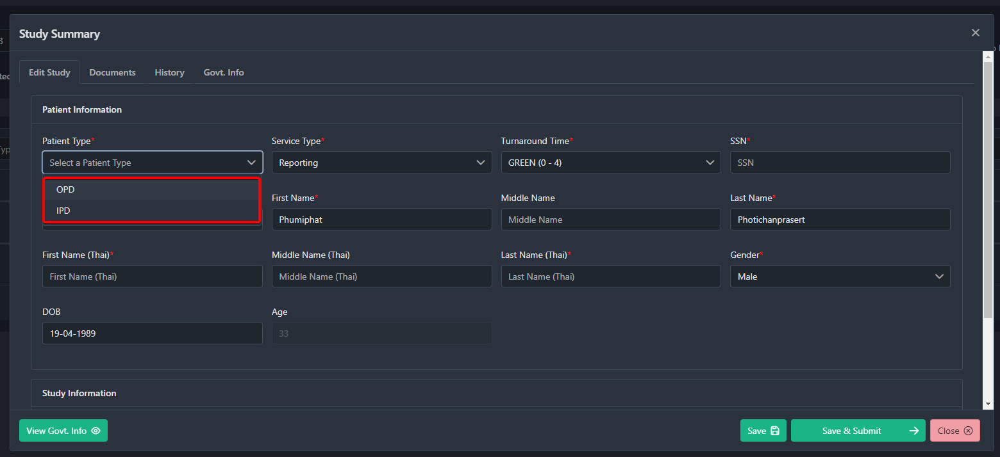 Study Summary
Edit Study Documents History Govt. Info
Patient Information
Patient Type* Service Type* Turnaround Time* SSN*
Select a Patient Type Reporting GREEN (0 - 4) SSN
OPD
IPD
First Name* Middle Name Last Name*
Phumiphat Middle Name Photichanprasert
First Name (Thai)* Middle Name (Thai) Last Name (Thai)* Gender*
First Name (Thai) Middle Name (Thai) Last Name (Thai) Male
DOB Age
19-04-1989 33
Study Information
View Govt. Info Save Save & Submit Close